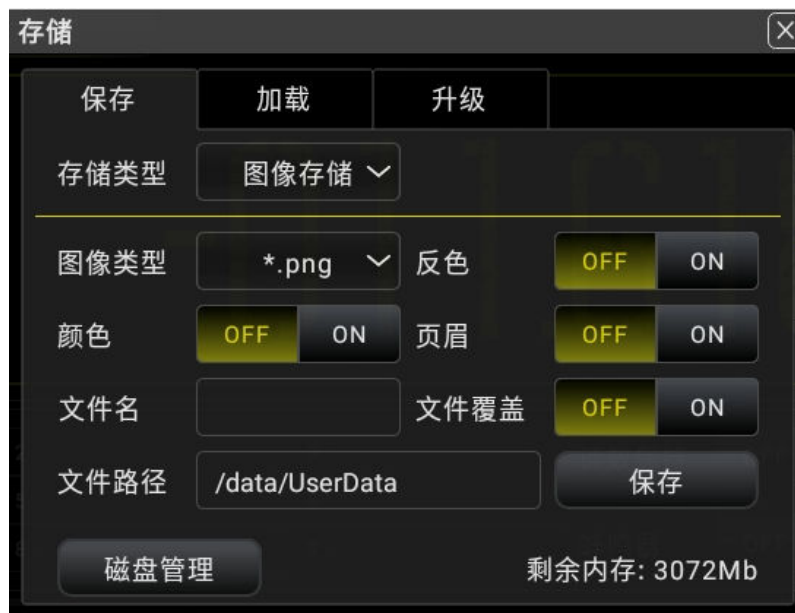 存储
保存 加载 升级
存储类型 图像存储
图像类型 *.png 反色 OFF ON
颜色 OFF ON 页眉 OFF ON
文件名 文件覆盖 OFF ON
文件路径 /data/UserData 保存
磁盘管理 剩余内存: 3072Mb